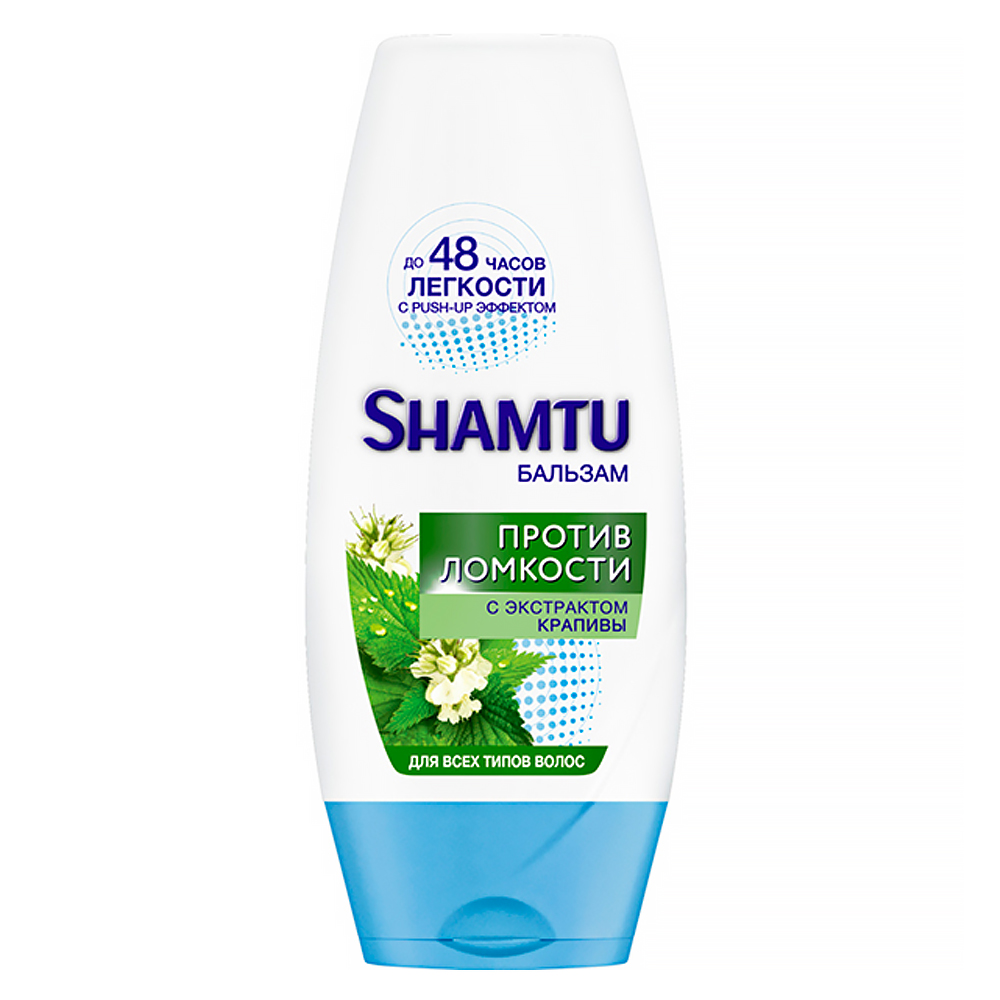 ДО 48 ЧАСОВ
ЛЕГКОСТИ
С PUSH-UP ЭФФЕКТОМ
SHAMTU
БАЛЬЗАМ
ПРОТИВ
ЛОМКОСТИ
С ЭКСТРАКТОМ
КРАПИВЫ
ДЛЯ ВСЕХ ТИПОВ ВОЛОС